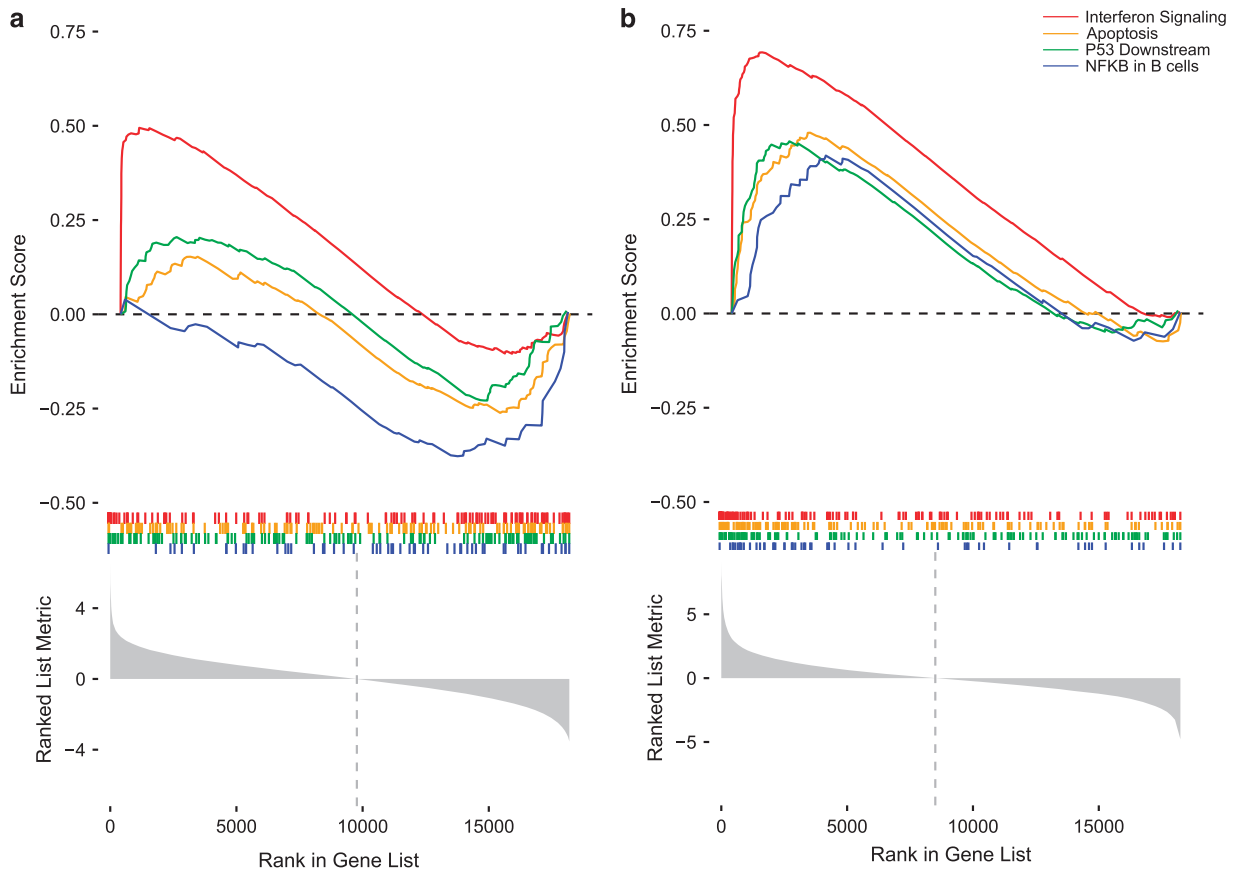 a
0.75
0.50
0.25
0.00
−0.25
−0.50
Enrichment Score
4
0
−4
Ranked List Metric
0 5000 10000 15000
Rank in Gene List
b
Interferon Signaling
Apoptosis
P53 Downstream
NFKB in B cells
0.75
0.50
0.25
0.00
−0.25
−0.50
Enrichment Score
5
0
−5
Ranked List Metric
0 5000 10000 15000
Rank in Gene List